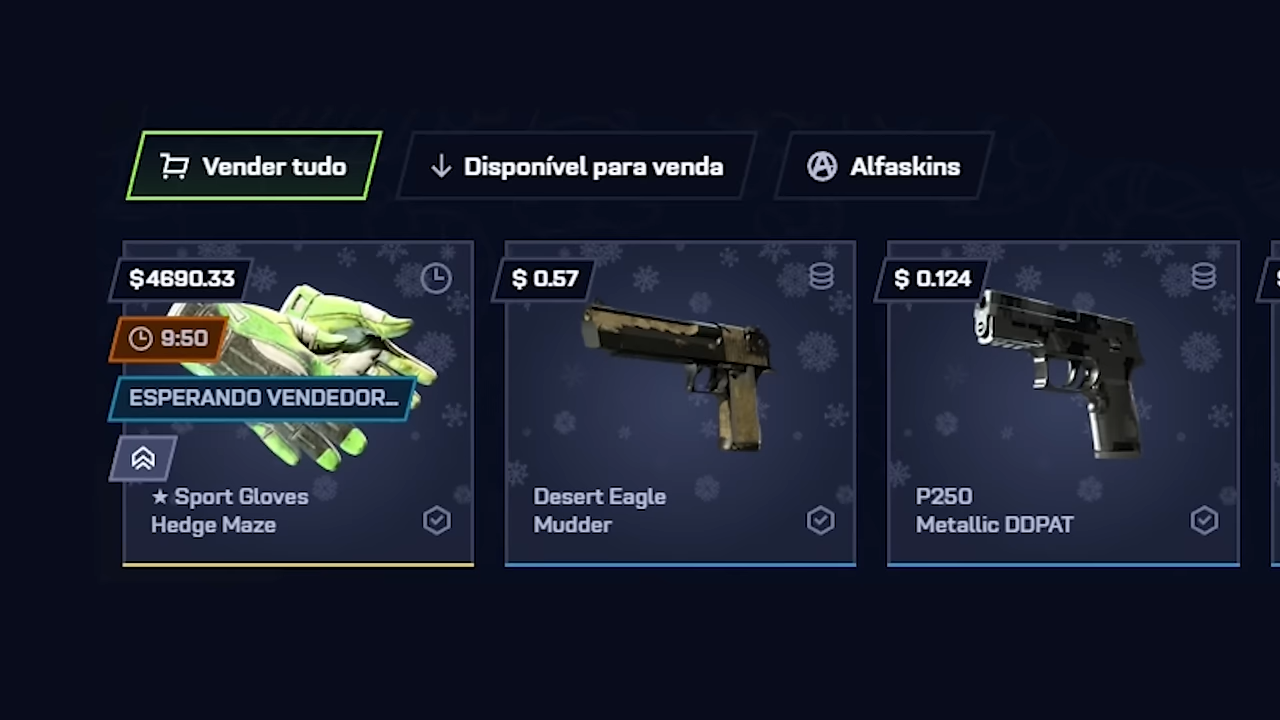 Vender tudo
Disponível para venda
Alfaskins
$4690.33
9:50
ESPERANDO VENDEDOR...
★ Sport Gloves
Hedge Maze
$ 0.57
Desert Eagle
Mudder
$ 0.124
P250
Metallic DDPAT